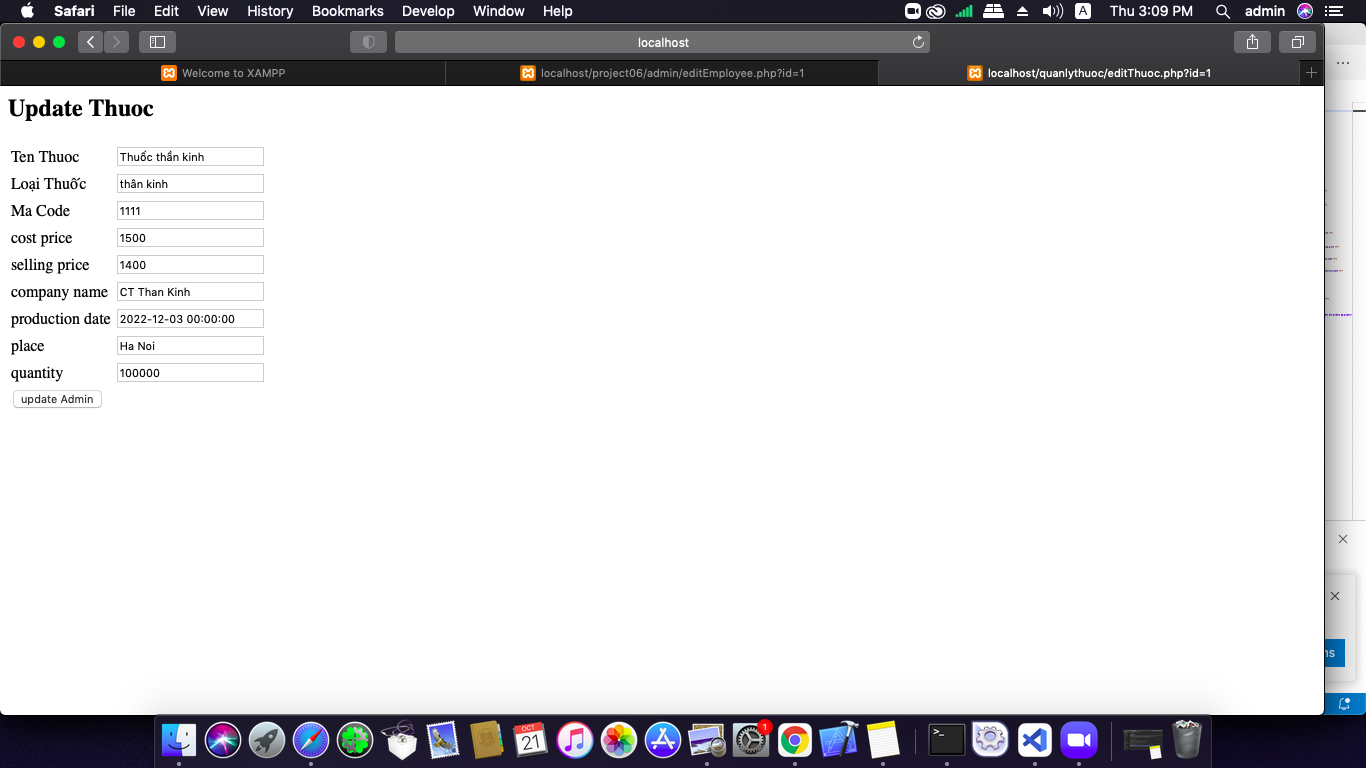 Safari File Edit View History Bookmarks Develop Window Help A Thu 3:09 PM admin
localhost
Welcome to XAMPP localhost/project06/admin/editEmployee.php?id=1 localhost/quanlythuoc/editThuoc.php?id=1
Update Thuoc
Ten Thuoc Thuốc thần kinh
Loại Thuốc thân kinh
Ma Code 1111
cost price 1500
selling price 1400
company name CT Than Kinh
production date 2022-12-03 00:00:00
place Ha Noi
quantity 100000
update Admin
OCT
21
1